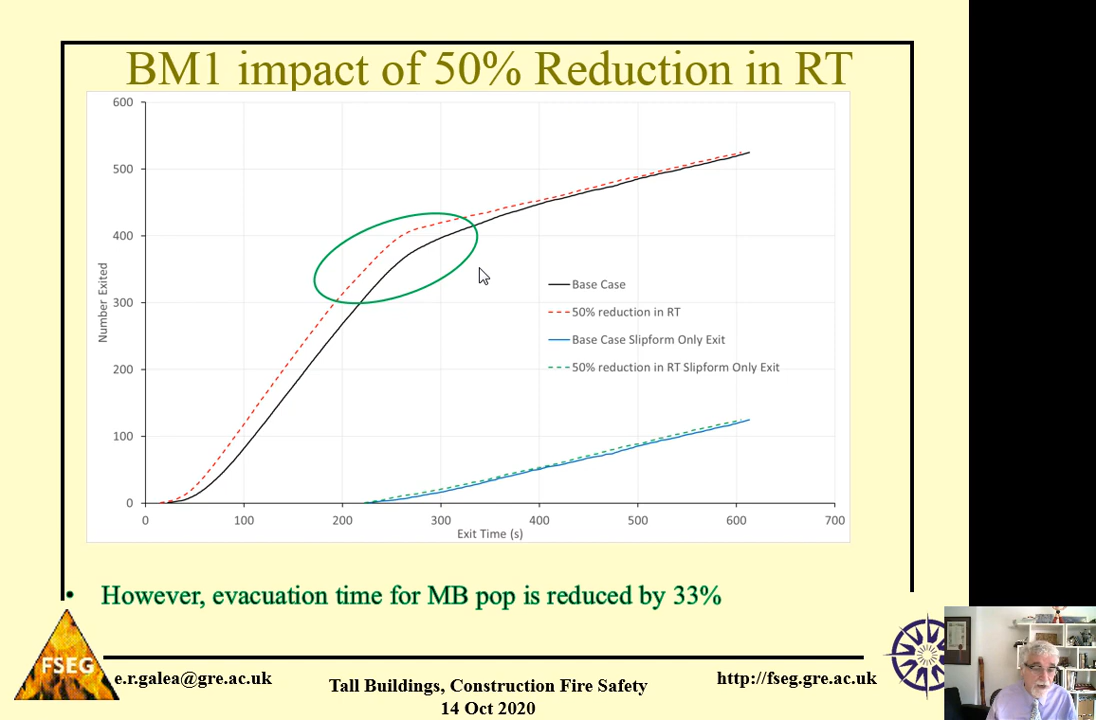 BM1 impact of 50% Reduction in RT
600
500
400
300
200
100
0
Number Exited
0 100 200 300 400 500 600 700
Exit Time (s)
Base Case
50% reduction in RT
Base Case Slipform Only Exit
50% reduction in RT Slipform Only Exit
• However, evacuation time for MB pop is reduced by 33%
FSEG
e.r.galea@gre.ac.uk
Tall Buildings, Construction Fire Safety
14 Oct 2020
http://fseg.gre.ac.uk